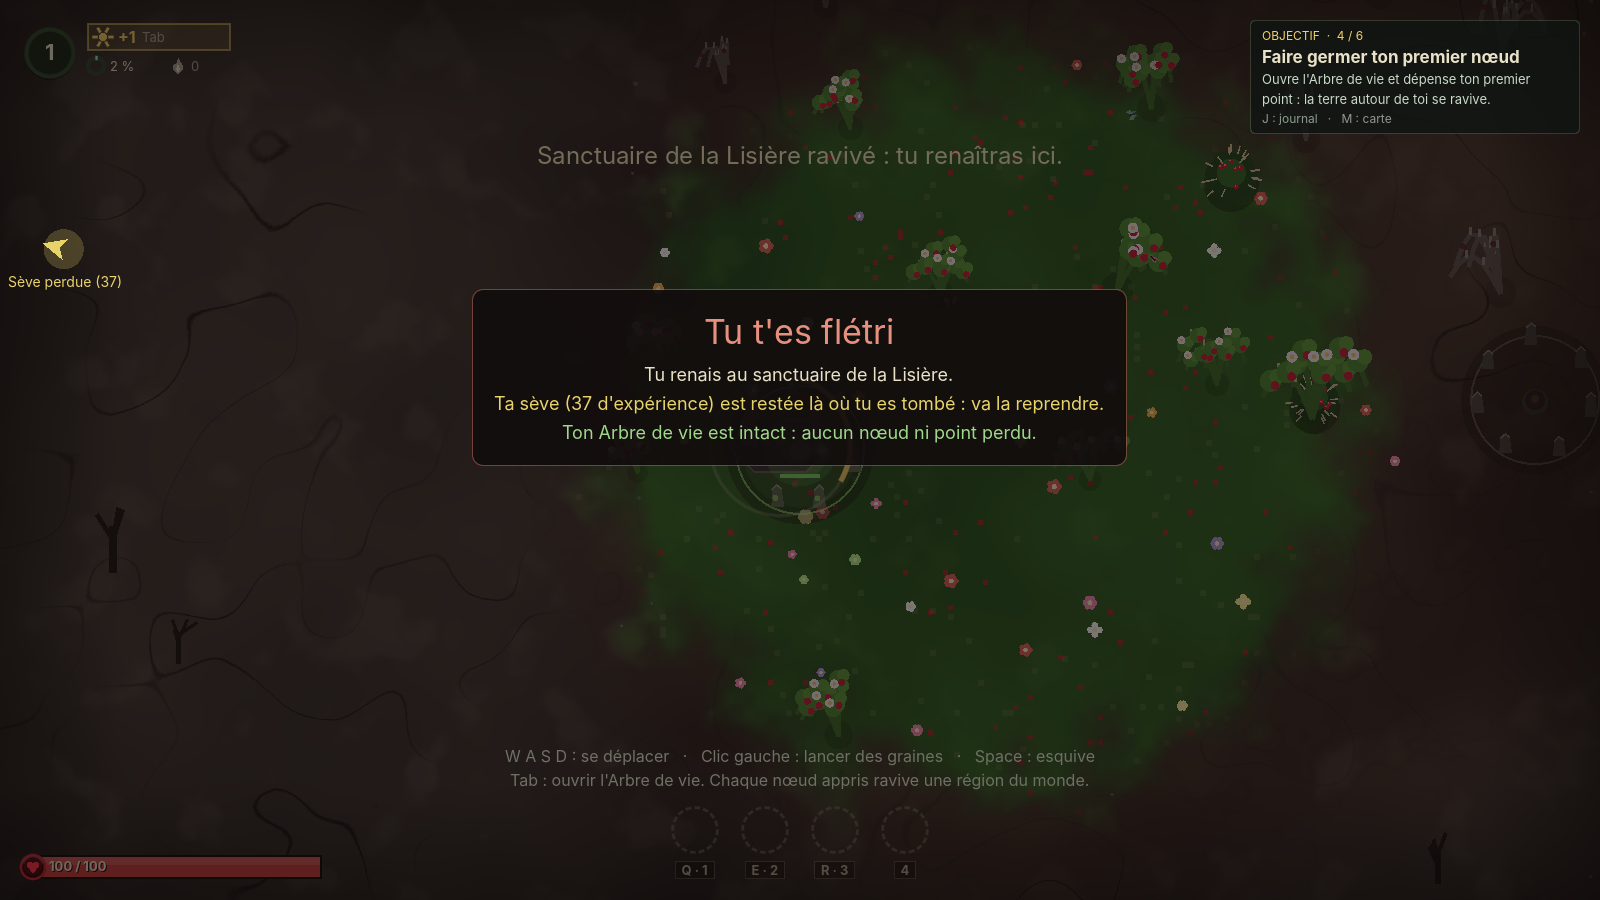 1
+1 Tab
2 %
0
OBJECTIF · 4 / 6
Faire germer ton premier nœud
Ouvre l'Arbre de vie et dépense ton premier
point : la terre autour de toi se ravive.
J : journal · M : carte
Sanctuaire de la Lisière ravivé : tu renaîtras ici.
Sève perdue (37)
Tu t'es flétri
Tu renais au sanctuaire de la Lisière.
Ta sève (37 d'expérience) est restée là où tu es tombé : va la reprendre.
Ton Arbre de vie est intact : aucun nœud ni point perdu.
W A S D : se déplacer · Clic gauche : lancer des graines · Space : esquive
Tab : ouvrir l'Arbre de vie. Chaque nœud appris ravive une région du monde.
100 / 100
Q · 1
E · 2
R · 3
4